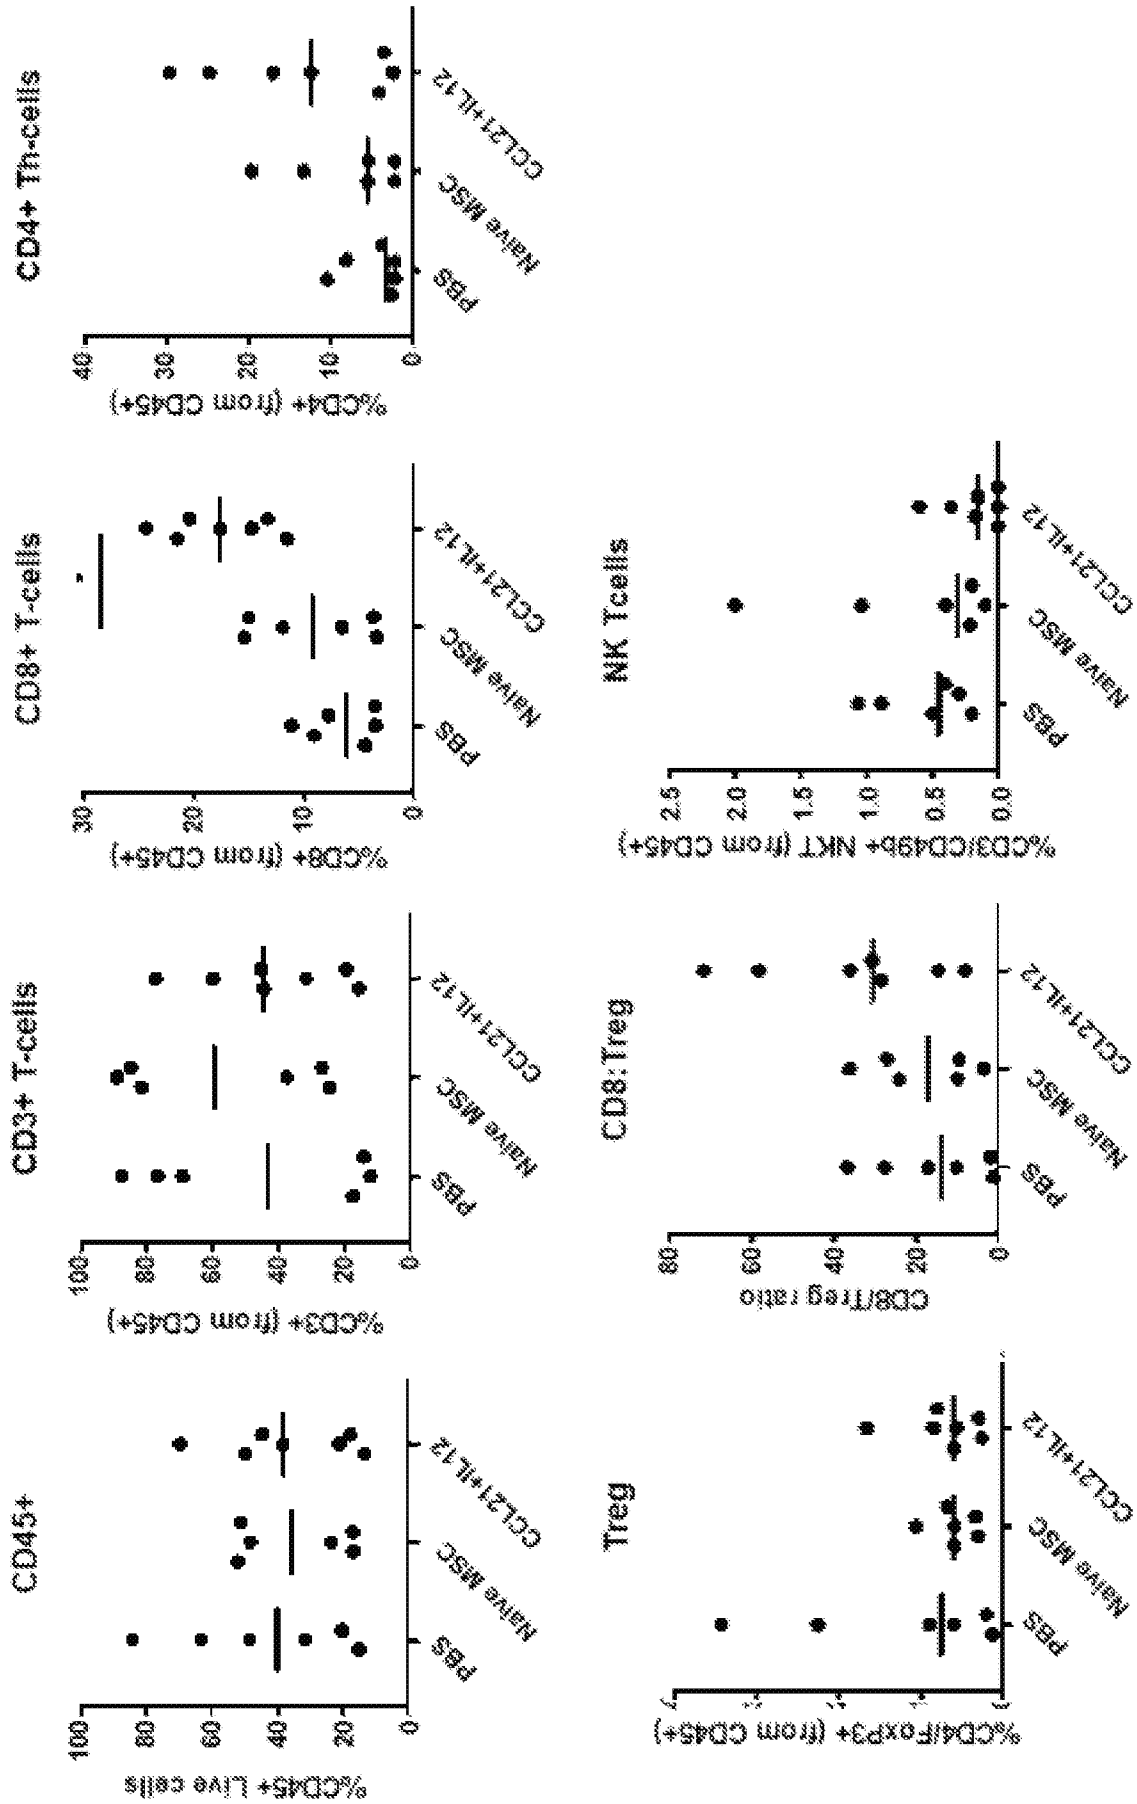 CD45+
%CD45+ Live cells
100
80
60
40
20
0
PBS
Naive MSC
CCL21+IL12
CD3+ T-cells
%CD3+ (from CD45+)
100
80
60
40
20
0
PBS
Naive MSC
CCL21+IL12
CD8+ T-cells
%CD8+ (from CD45+)
30
20
10
0
PBS
Naive MSC
CCL21+IL12
CD4+ Th-cells
%CD4+ (from CD45+)
40
30
20
10
0
PBS
Naive MSC
CCL21+IL12
Treg
%CD4/FoxP3+ (from CD45+)
PBS
Naive MSC
CCL21+IL12
CD8:Treg
CD8/Treg ratio
80
60
40
20
0
PBS
Naive MSC
CCL21+IL12
NK Tcells
%CD3/CD49b+ NKT (from CD45+)
2.5
2.0
1.5
1.0
0.5
0.0
PBS
Naive MSC
CCL21+IL12